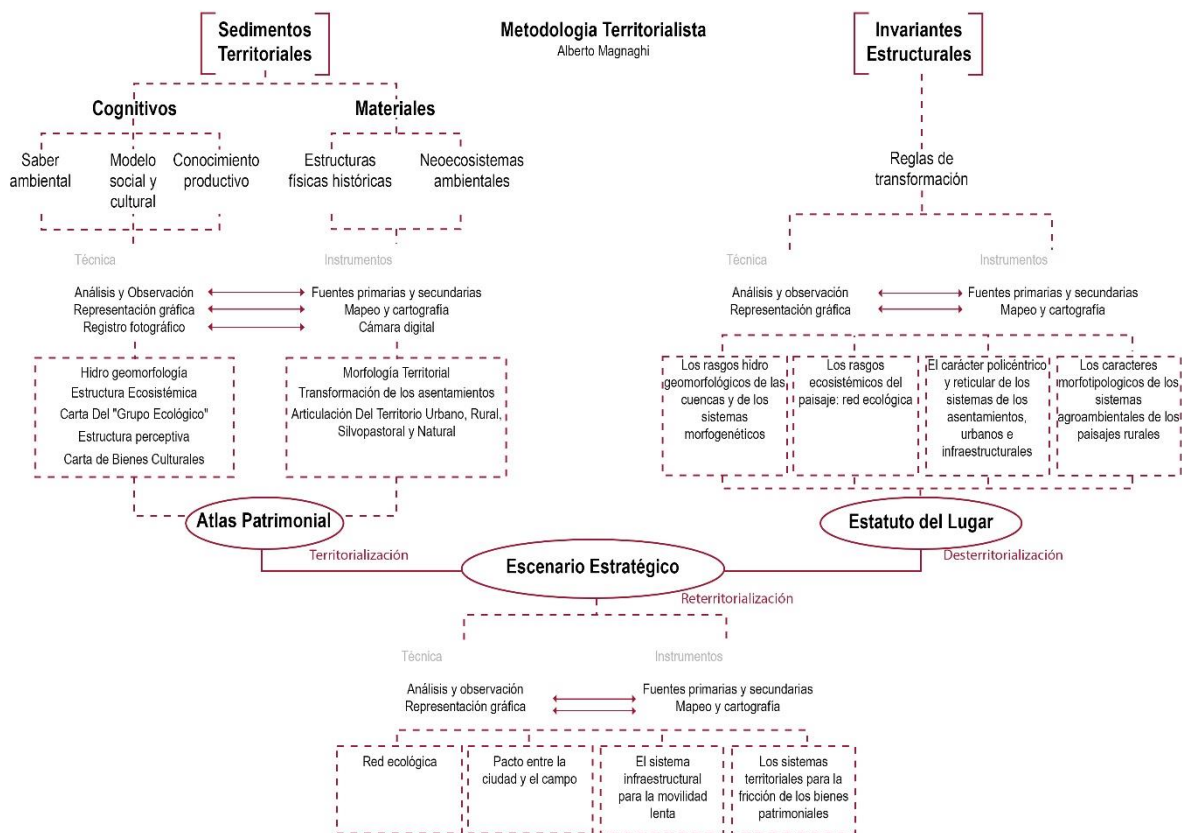 Metodologia Territorialista
Alberto Magnaghi
Sedimentos
Territoriales
Cognitivos
Materiales
Saber
ambiental
Modelo
social y
cultural
Conocimiento
productivo
Estructuras
físicas históricas
Neoecosistemas
ambientales
Técnica
Instrumentos
Análisis y Observación
Fuentes primarias y secundarias
Representación gráfica
Mapeo y cartografía
Registro fotográfico
Cámara digital
Hidro geomorfología
Estructura Ecosistémica
Carta Del "Grupo Ecológico"
Estructura perceptiva
Carta de Bienes Culturales
Morfología Territorial
Transformación de los asentamientos
Articulación Del Territorio Urbano, Rural,
Silvopastoral y Natural
Atlas Patrimonial
Territorialización
Invariantes
Estructurales
Reglas de
transformación
Técnica
Instrumentos
Análisis y observación
Fuentes primarias y secundarias
Representación gráfica
Mapeo y cartografía
Los rasgos hidro
geomorfológicos de las
cuencas y de los
sistemas
morfogenéticos
Los rasgos
ecosistémicos del
paisaje: red ecológica
El carácter policéntrico
y reticular de los
sistemas de los
asentamientos,
urbanos e
infraestructurales
Los caracteres
morfotipologicos de los
sistemas
agroambientales de los
paisajes rurales
Estatuto del Lugar
Desterritorialización
Escenario Estratégico
Reterritorialización
Técnica
Instrumentos
Análisis y observación
Fuentes primarias y secundarias
Representación gráfica
Mapeo y cartografía
Red ecológica
Pacto entre la
ciudad y el campo
El sistema
infraestructural
para la movilidad
lenta
Los sistemas
territoriales para la
fricción de los bienes
patrimoniales